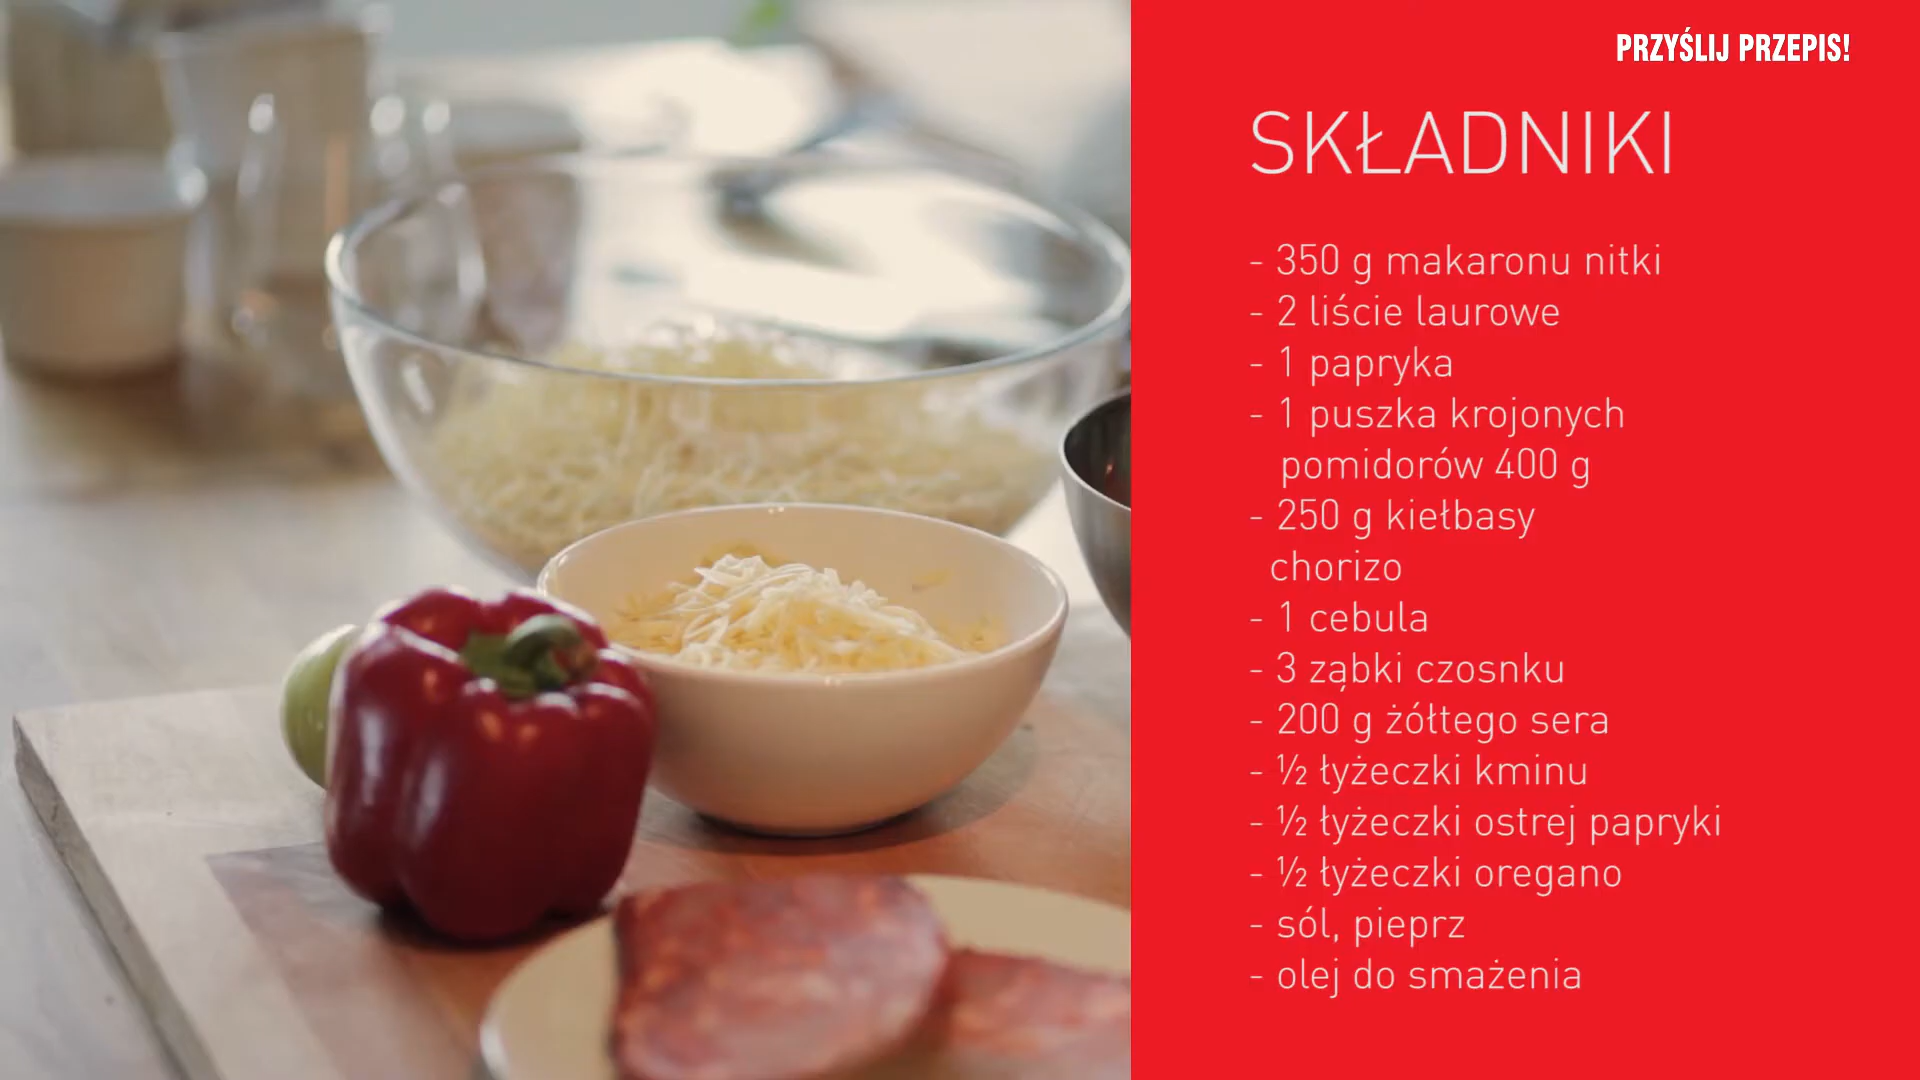 PRZYŚLIJ PRZEPIS!
SKŁADNIKI
- 350 g makaronu nitki
- 2 liście laurowe
- 1 papryka
- 1 puszka krojonych
pomidorów 400 g
- 250 g kiełbasy
chorizo
- 1 cebula
- 3 ząbki czosnku
- 200 g żółtego sera
- ½ łyżeczki kminu
- ½ łyżeczki ostrej papryki
- ½ łyżeczki oregano
- sól, pieprz
- olej do smażenia